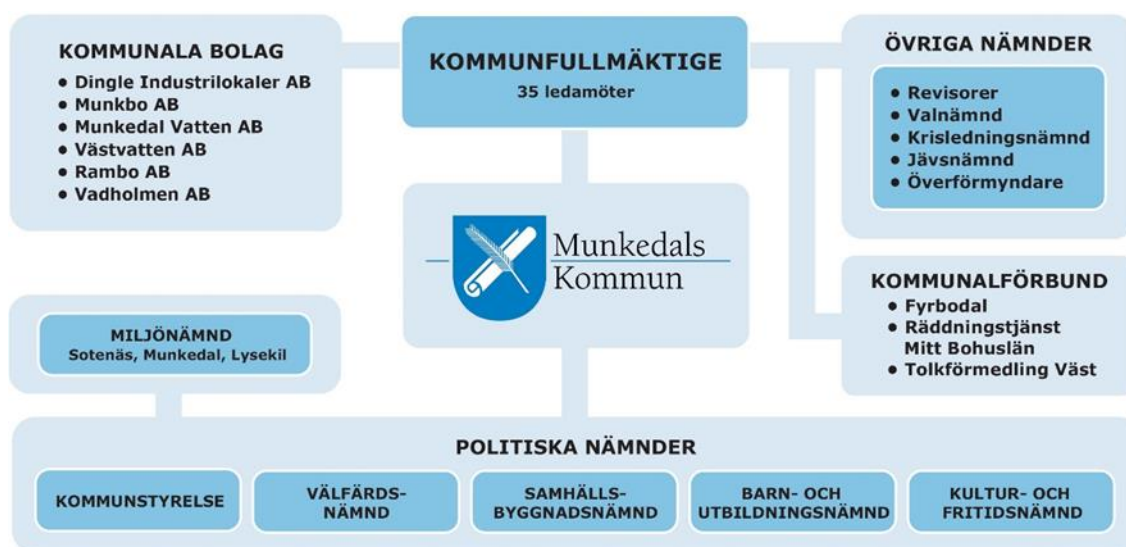 KOMMUNALA BOLAG
● Dingle Industrilokaler AB
● Munkbo AB
● Munkedal Vatten AB
● Västvatten AB
● Rambo AB
● Vadholmen AB
KOMMUNFULLMÄKTIGE
35 ledamöter
ÖVRIGA NÄMNDER
● Revisorer
● Valnämnd
● Krisledningsnämnd
● Jävsnämnd
● Överförmyndare
Munkedals
Kommun
KOMMUNALFÖRBUND
● Fyrbodal
● Räddningstjänst
Mitt Bohuslän
● Tolkförmedling Väst
MILJÖNÄMND
Sotenäs, Munkedal, Lysekil
POLITISKA NÄMNDER
KOMMUNSTYRELSE
VÄLFÄRDS-
NÄMND
SAMHÄLLS-
BYGGNADSNÄMND
BARN- OCH
UTBILDNINGSNÄMND
KULTUR- OCH
FRITIDSNÄMND